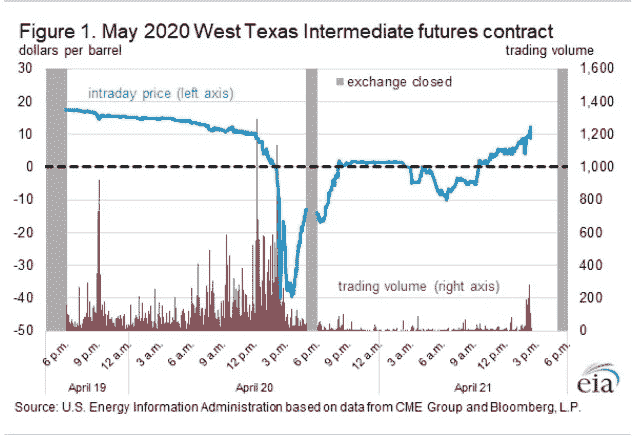 Figure 1. May 2020 West Texas Intermediate futures contract
dollars per barrel trading volume
30 1,600
intraday price (left axis) exchange closed
20 1,400
10 1,200
0 1,000
-10 800
-20 600
-30 400
trading volume (right axis)
-40 200
-50 0
6 p.m. 9 p.m. 12 a.m. 3 a.m. 6 a.m. 9 a.m. 12 p.m. 3 p.m. 6 p.m. 9 p.m. 12 a.m. 3 a.m. 6 a.m. 9 a.m. 12 p.m. 3 p.m. 6 p.m.
April 19 April 20 April 21
eia
Source: U.S. Energy Information Administration based on data from CME Group and Bloomberg, L.P.